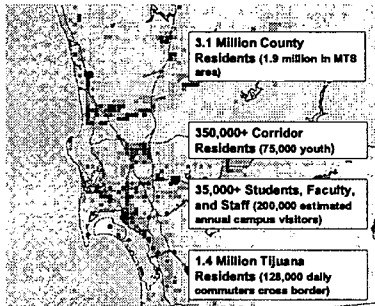 3.1 Million County
Residents (1.9 million in MTS
area)
350,000+ Corridor
Residents (75,000 youth)
35,000+ Students, Faculty,
and Staff (200,000 estimated
annual campus visitors)
1.4 Million Tijuana
Residents (128,000 daily
commuters cross border)